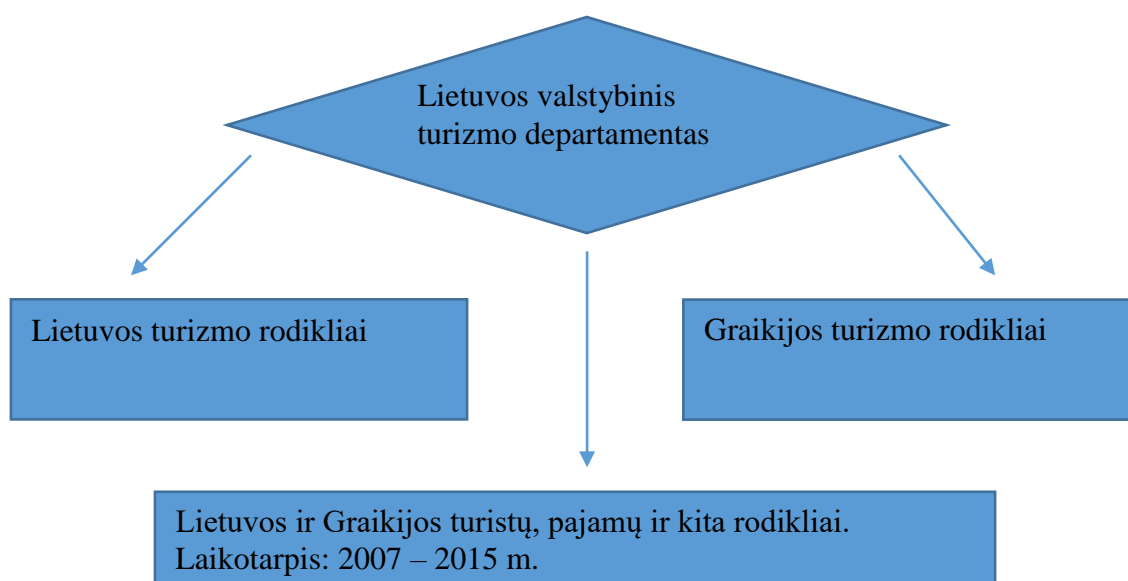 Lietuvos valstybinis
turizmo departamentas
Lietuvos turizmo rodikliai
Graikijos turizmo rodikliai
Lietuvos ir Graikijos turistų, pajamų ir kita rodikliai.
Laikotarpis: 2007 – 2015 m.